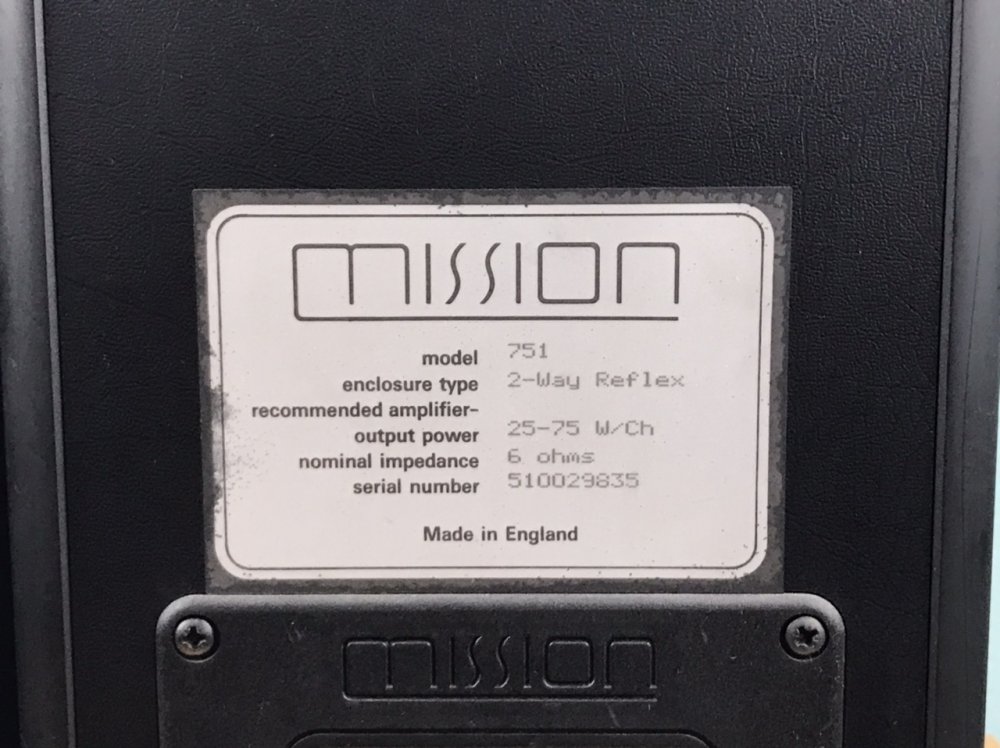 mission
model 751
enclosure type 2-Way Reflex
recommended amplifier-
output power 25-75 W/Ch
nominal impedance 6 ohms
serial number 510029835
Made in England
mission